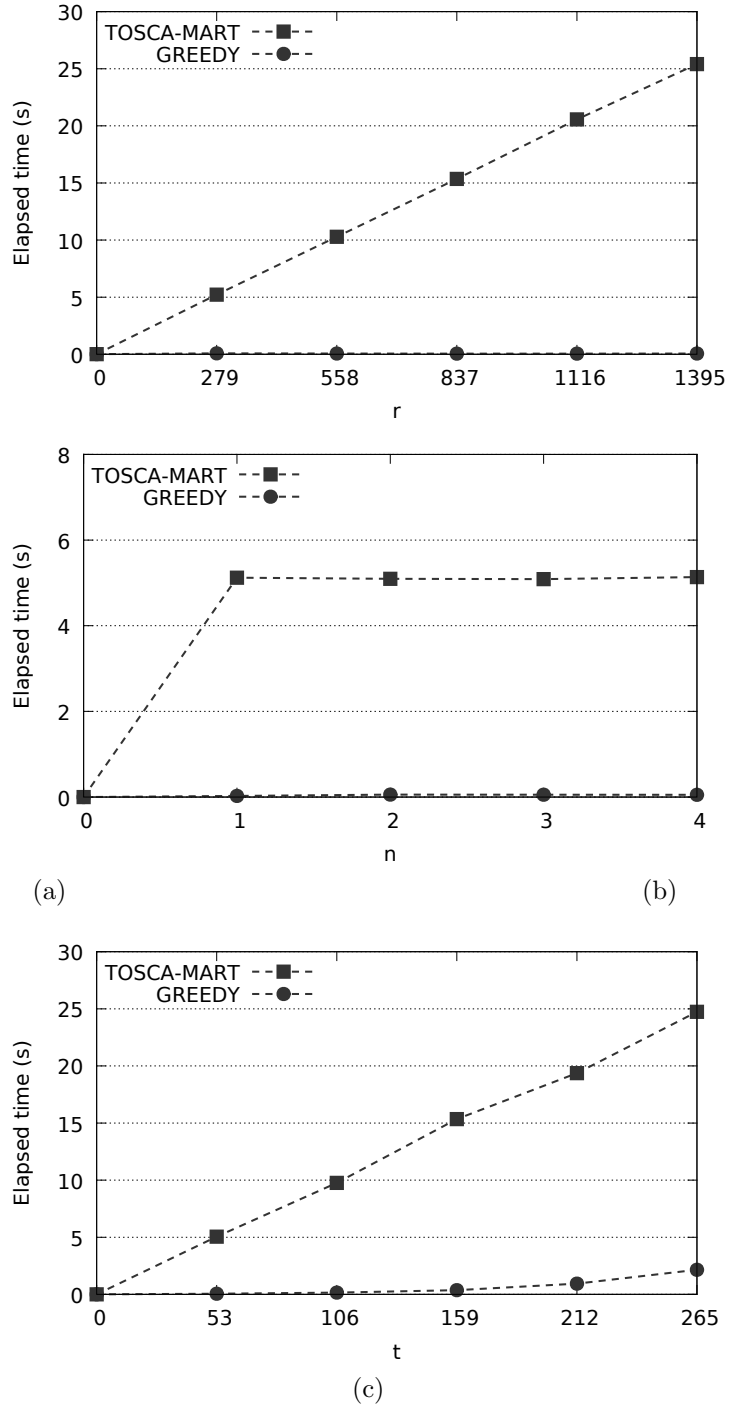 30
TOSCA-MART
GREEDY
25
20
15
10
5
0
Elapsed time (s)
0 279 558 837 1116 1395
r
8
TOSCA-MART
GREEDY
6
4
2
0
Elapsed time (s)
0 1 2 3 4
n
(a) (b)
30
TOSCA-MART
GREEDY
25
20
15
10
5
0
Elapsed time (s)
0 53 106 159 212 265
t
(c)